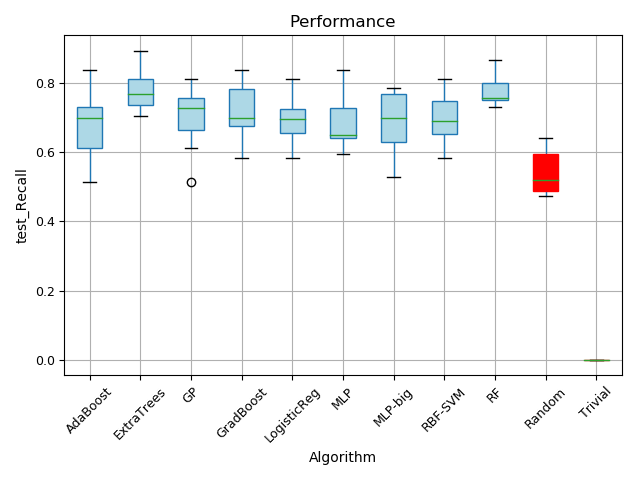 Performance
test_Recall
0.8
0.6
0.4
0.2
0.0
AdaBoost
ExtraTrees
GP
GradBoost
LogisticReg
MLP
MLP-big
RBF-SVM
RF
Random
Trivial
Algorithm